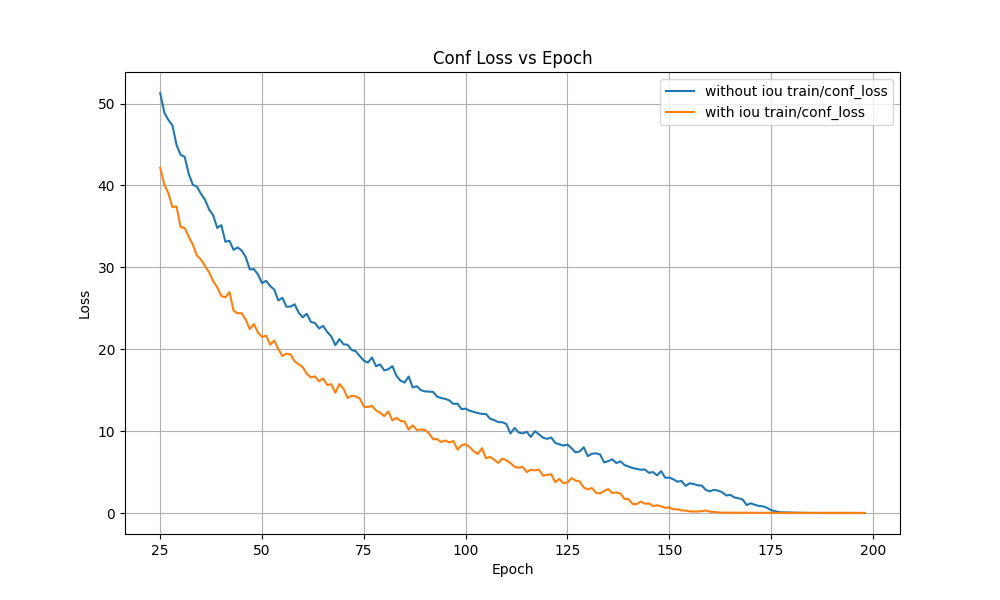 Conf Loss vs Epoch
without iou train/conf_loss
with iou train/conf_loss
50
40
30
20
10
0
Loss
25 50 75 100 125 150 175 200
Epoch